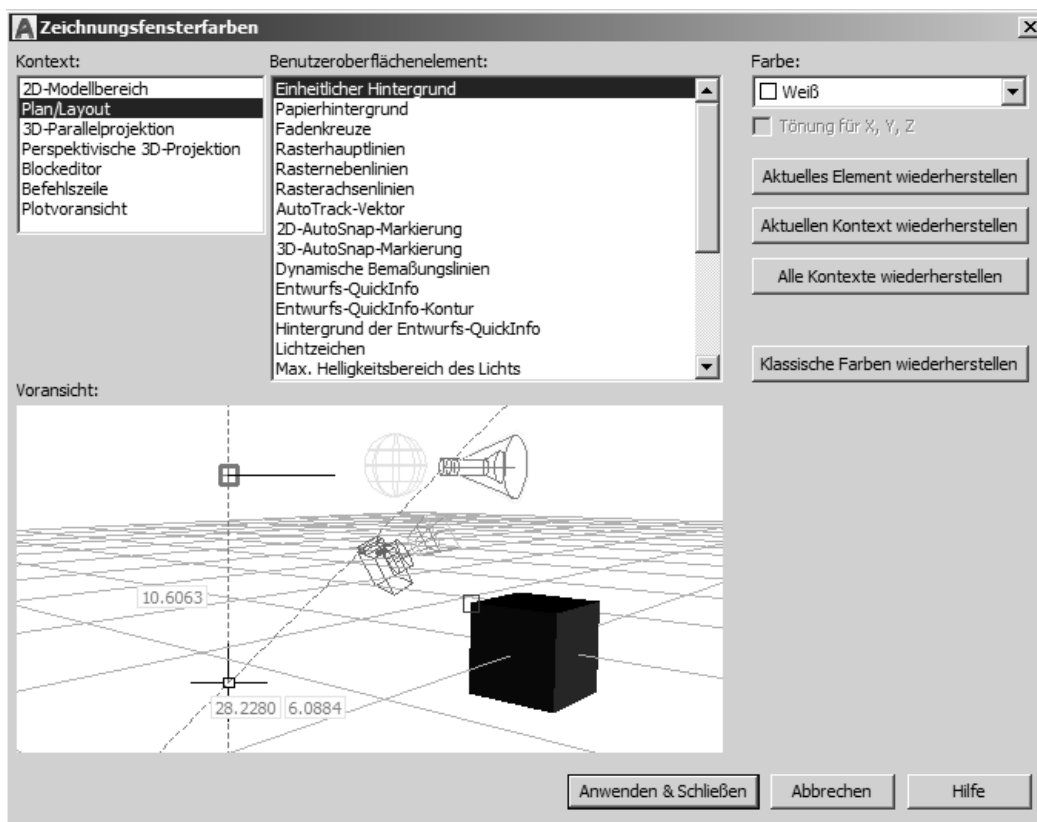 Zeichnungsfensterfarben
Kontext:
2D-Modellbereich
Plan/Layout
3D-Parallelprojektion
Perspektivische 3D-Projektion
Blockeditor
Befehlszeile
Plotvoransicht
Benutzeroberflächenelement:
Einheitlicher Hintergrund
Papierhintergrund
Fadenkreuze
Rasterhauptlinien
Rasternebenlinien
Rasterachsenlinien
AutoTrack-Vektor
2D-AutoSnap-Markierung
3D-AutoSnap-Markierung
Dynamische Bemaßungslinien
Entwurfs-QuickInfo
Entwurfs-QuickInfo-Kontur
Hintergrund der Entwurfs-QuickInfo
Lichtzeichen
Max. Helligkeitsbereich des Lichts
Farbe:
Weiß
Tönung für X, Y, Z
Aktuelles Element wiederherstellen
Aktuellen Kontext wiederherstellen
Alle Kontexte wiederherstellen
Klassische Farben wiederherstellen
Voransicht:
10.6063
28.2280 6.0884
Anwenden & Schließen
Abbrechen
Hilfe